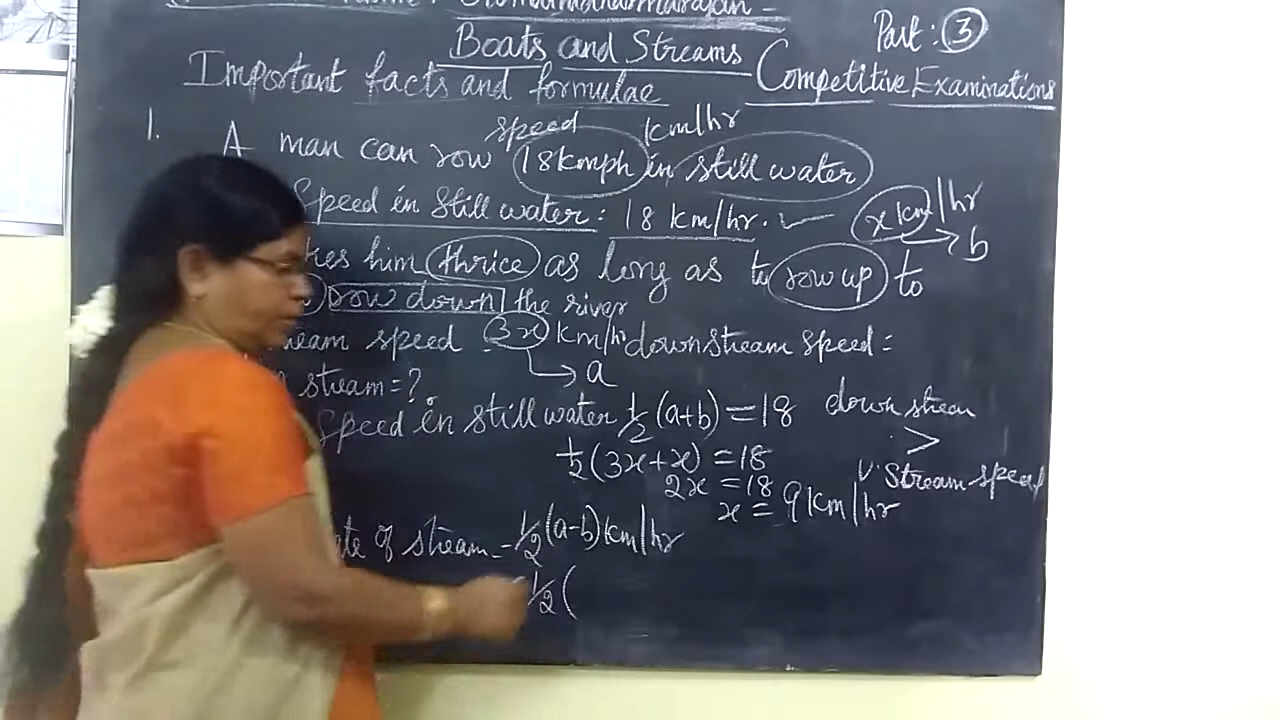 Boats and Streams
Part: 3
Important facts and formulae
Competitive Examinations
1.
speed km/hr
A man can row 18kmph in still water
Speed in still water: 18 km/hr.
x km/hr
b
him thrice as long as to row up to
row down the river
speed 3x km/hr downstream speed =
a
stream = ?
Speed in still water 1/2 (a+b) = 18
down stream
>
1/2 (3x+x) = 18
U. Stream speed
2x = 18
x = 9 km/hr
of stream = 1/2 (a-b) km/hr
1/2 (